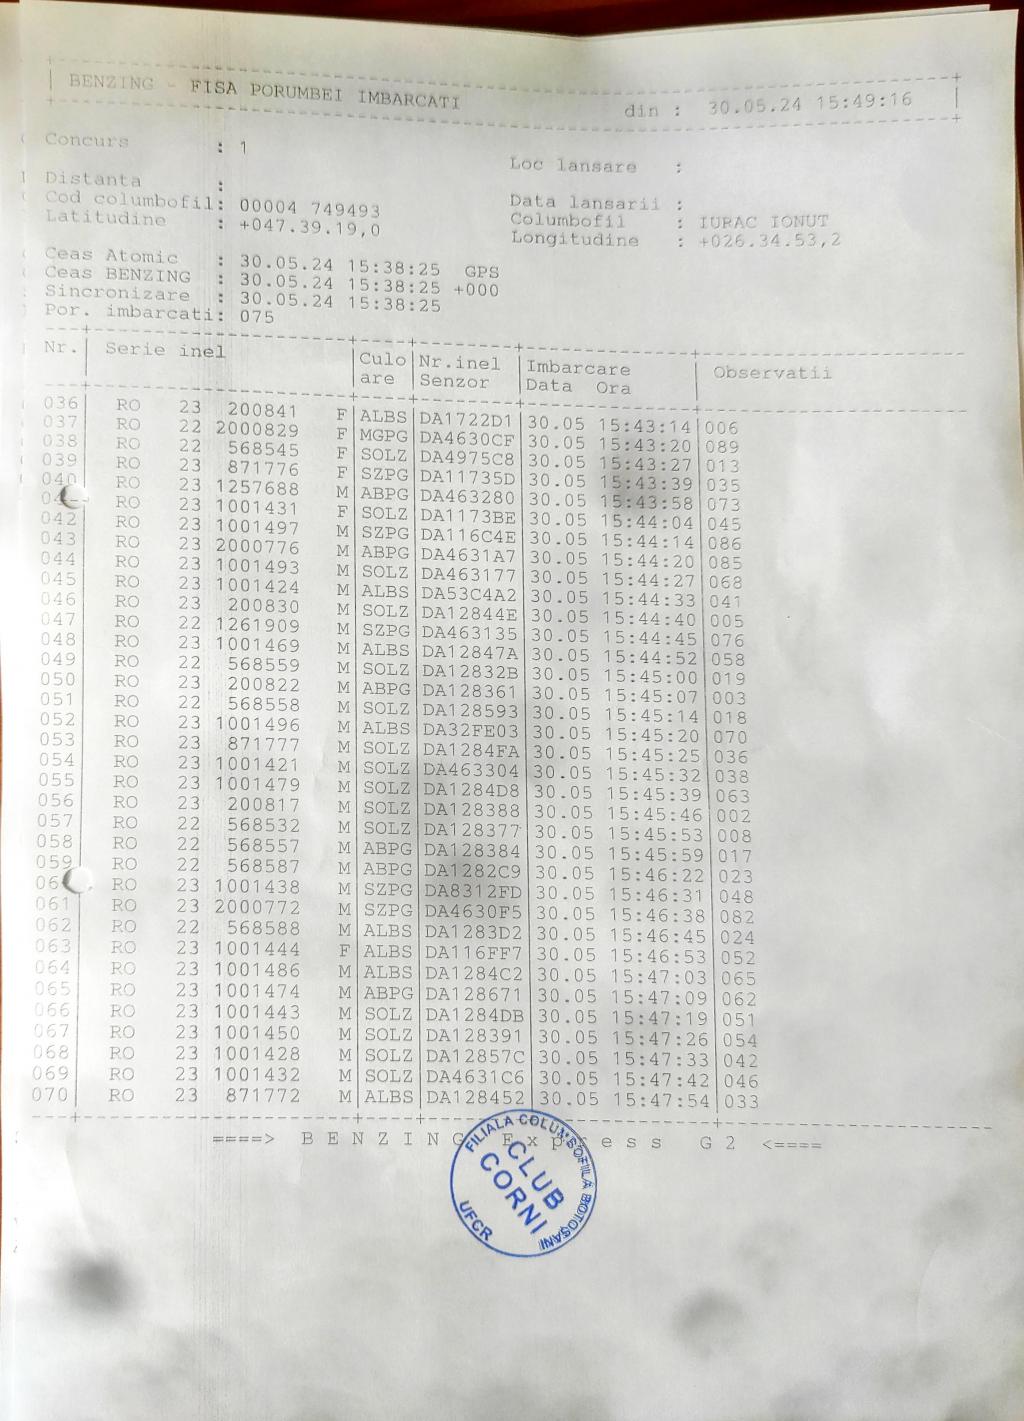 BENZING - FISA PORUMBEI IMBARCATI din : 30.05.24 15:49:16
Concurs : 1 Loc lansare :
Distanta : Data lansarii :
Cod columbofil: 00004 749493 Columbofil : IURAC IONUT
Latitudine : +047.39.19,0 Longitudine : +026.34.53,2
Ceas Atomic : 30.05.24 15:38:25 GPS
Ceas BENZING : 30.05.24 15:38:25 +000
Sincronizare : 30.05.24 15:38:25
Por. imbarcati: 075
Nr. Serie inel Culo Nr.inel Imbarcare Observatii
are Senzor Data Ora
036 RO 23 200841 F ALBS DA1722D1 30.05 15:43:14 006
037 RO 22 2000829 F MGPG DA4630CF 30.05 15:43:20 089
038 RO 22 568545 F SOLZ DA4975C8 30.05 15:43:27 013
039 RO 23 871776 F SZPG DA11735D 30.05 15:43:39 035
040 RO 23 1257688 M ABPG DA463280 30.05 15:43:58 073
RO 23 1001431 F SOLZ DA1173BE 30.05 15:44:04 045
042 RO 23 1001497 M SZPG DA116C4E 30.05 15:44:14 086
043 RO 23 2000776 M ABPG DA4631A7 30.05 15:44:20 085
044 RO 23 1001493 M SOLZ DA463177 30.05 15:44:27 068
045 RO 23 1001424 M ALBS DA53C4A2 30.05 15:44:33 041
046 RO 23 200830 M SOLZ DA12844E 30.05 15:44:40 005
047 RO 22 1261909 M SZPG DA463135 30.05 15:44:45 076
048 RO 23 1001469 M ALBS DA12847A 30.05 15:44:52 058
049 RO 22 568559 M SOLZ DA12832B 30.05 15:45:00 019
050 RO 23 200822 M ABPG DA128361 30.05 15:45:07 003
051 RO 22 568558 M SOLZ DA128593 30.05 15:45:14 018
052 RO 23 1001496 M ALBS DA32FE03 30.05 15:45:20 070
053 RO 23 871777 M SOLZ DA1284FA 30.05 15:45:25 036
054 RO 23 1001421 M SOLZ DA463304 30.05 15:45:32 038
055 RO 23 1001479 M SOLZ DA1284D8 30.05 15:45:39 063
056 RO 23 200817 M SOLZ DA128388 30.05 15:45:46 002
057 RO 22 568532 M SOLZ DA128377 30.05 15:45:53 008
058 RO 22 568557 M ABPG DA128384 30.05 15:45:59 017
059 RO 22 568587 M ABPG DA1282C9 30.05 15:46:22 023
RO 23 1001438 M SZPG DA8312FD 30.05 15:46:31 048
061 RO 23 2000772 M SZPG DA4630F5 30.05 15:46:38 082
062 RO 22 568588 M ALBS DA1283D2 30.05 15:46:45 024
063 RO 23 1001444 F ALBS DA116FF7 30.05 15:46:53 052
064 RO 23 1001486 M ALBS DA1284C2 30.05 15:47:03 065
065 RO 23 1001474 M ABPG DA128671 30.05 15:47:09 062
066 RO 23 1001443 M SOLZ DA1284DB 30.05 15:47:19 051
067 RO 23 1001450 M SOLZ DA128391 30.05 15:47:26 054
068 RO 23 1001428 M SOLZ DA12857C 30.05 15:47:33 042
069 RO 23 1001432 M SOLZ DA4631C6 30.05 15:47:42 046
070 RO 23 871772 M ALBS DA128452 30.05 15:47:54 033
====> B E N Z I N G E x p r e s s G 2 <====
FILIALA COLUMBOFILĂ BOTOȘANI
CLUB
CORNI
UFCR